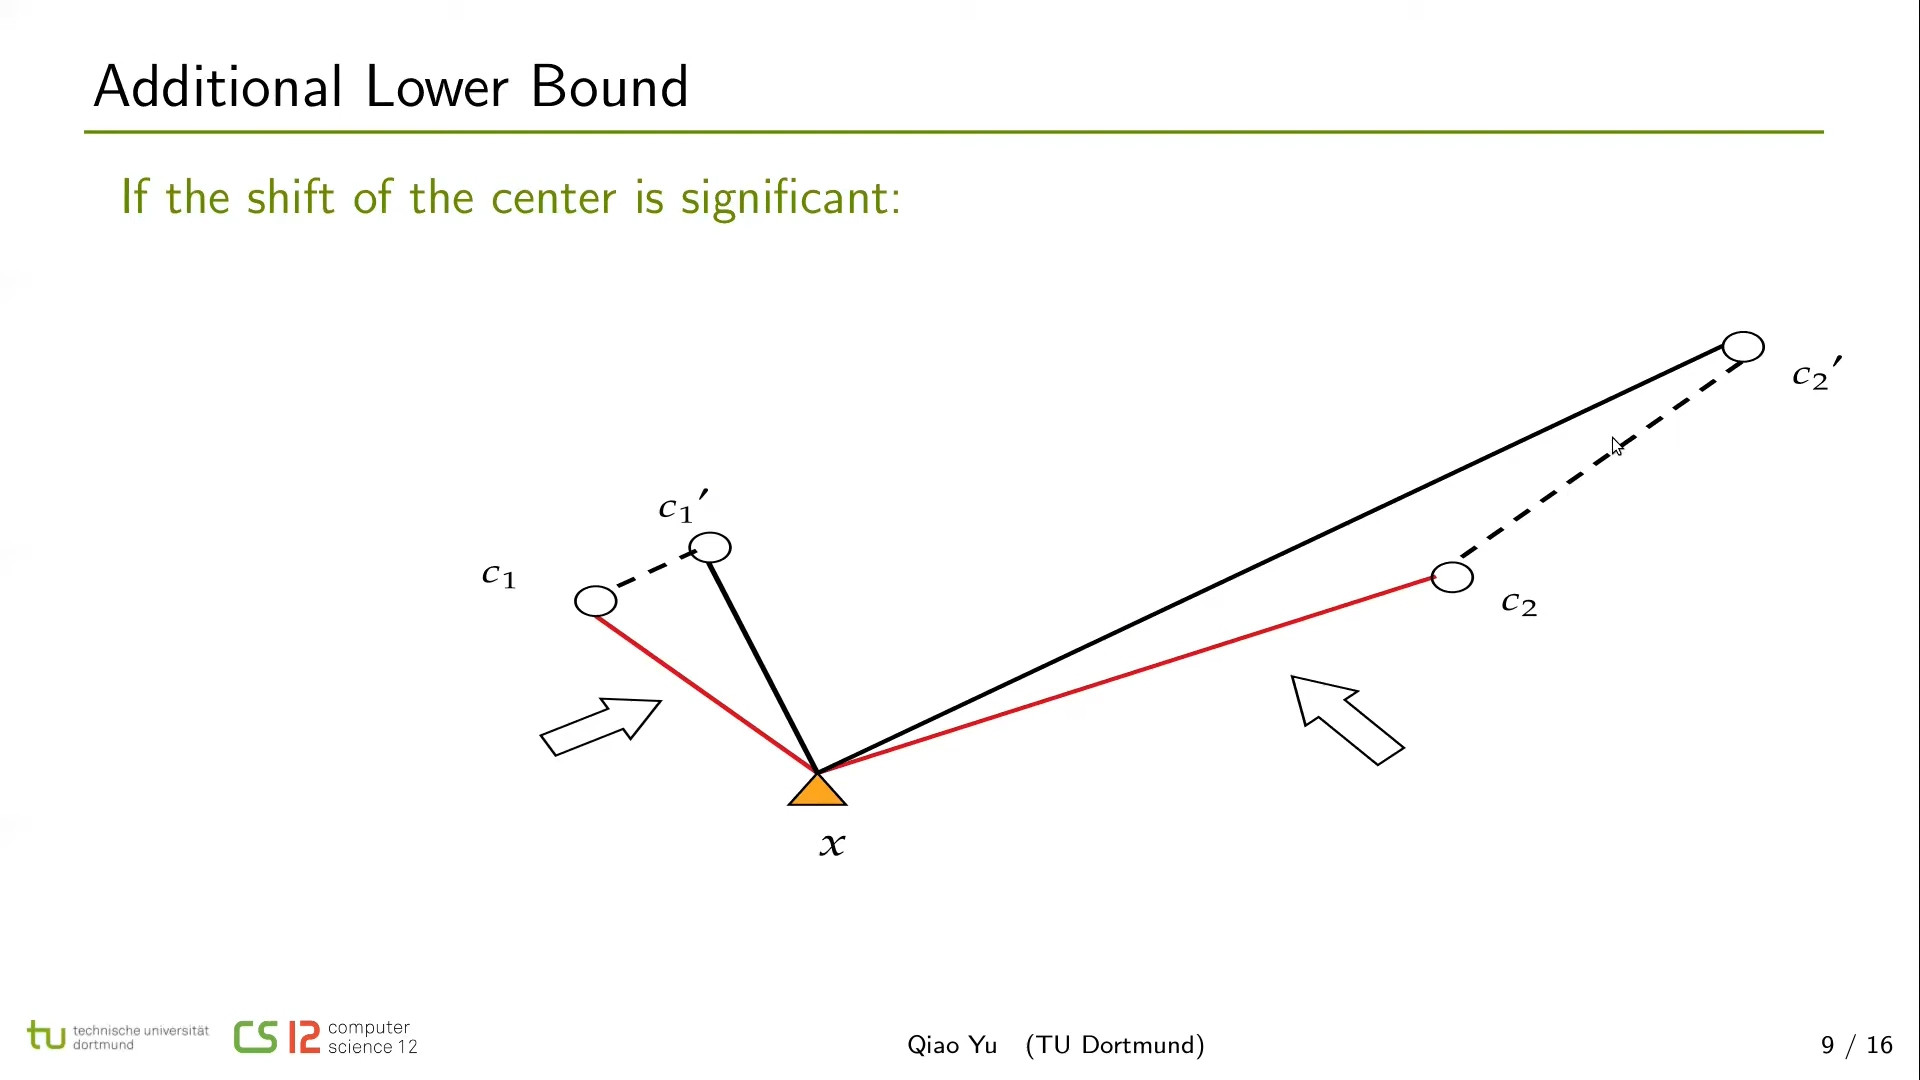 Additional Lower Bound
If the shift of the center is significant:
c₂′
c₁′
c₁
c₂
x
tu technische universität
dortmund
CS 12 computer
science 12
Qiao Yu (TU Dortmund)
9 / 16